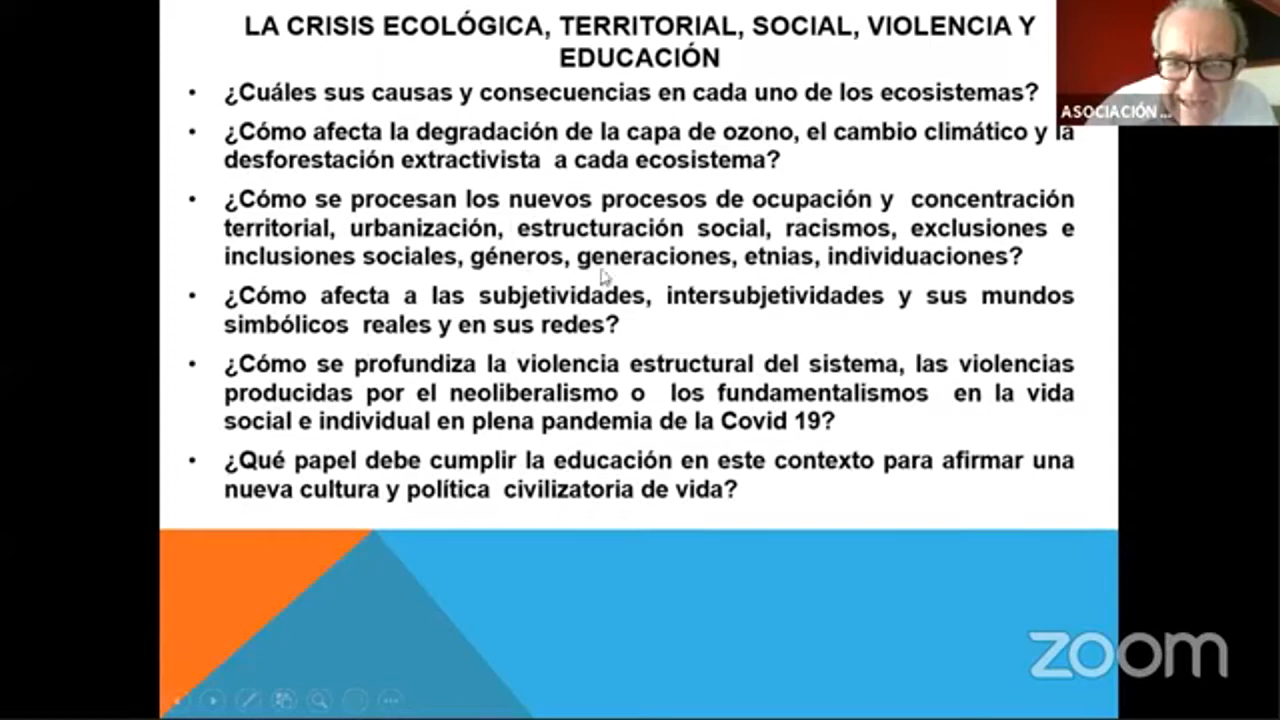 LA CRISIS ECOLÓGICA, TERRITORIAL, SOCIAL, VIOLENCIA Y
EDUCACIÓN
• ¿Cuáles sus causas y consecuencias en cada uno de los ecosistemas?
• ¿Cómo afecta la degradación de la capa de ozono, el cambio climático y la
desforestación extractivista a cada ecosistema?
• ¿Cómo se procesan los nuevos procesos de ocupación y concentración
territorial, urbanización, estructuración social, racismos, exclusiones e
inclusiones sociales, géneros, generaciones, etnias, individuaciones?
• ¿Cómo afecta a las subjetividades, intersubjetividades y sus mundos
simbólicos reales y en sus redes?
• ¿Cómo se profundiza la violencia estructural del sistema, las violencias
producidas por el neoliberalismo o los fundamentalismos en la vida
social e individual en plena pandemia de la Covid 19?
• ¿Qué papel debe cumplir la educación en este contexto para afirmar una
nueva cultura y política civilizatoria de vida?
ASOCIACIÓN ...
zoom